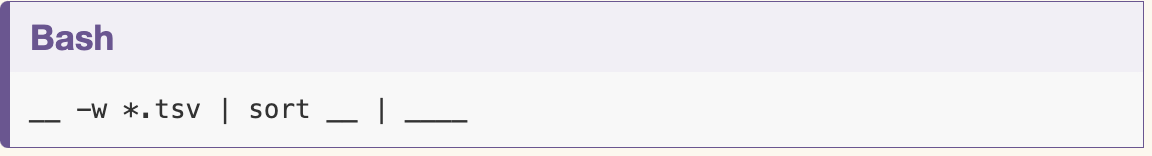 Bash
__ -w *.tsv | sort __ | ____